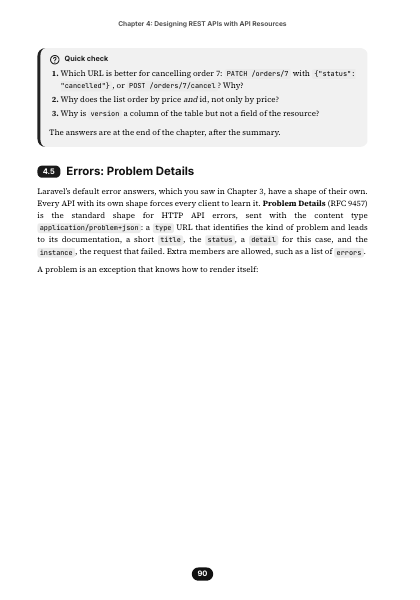 Chapter 4: Designing REST APIs with API Resources
Quick check
1. Which URL is better for cancelling order 7: PATCH /orders/7 with {"status":
"cancelled"} , or POST /orders/7/cancel ? Why?
2. Why does the list order by price and id, not only by price?
3. Why is version a column of the table but not a field of the resource?
The answers are at the end of the chapter, after the summary.
4.5 Errors: Problem Details
Laravel's default error answers, which you saw in Chapter 3, have a shape of their own.
Every API with its own shape forces every client to learn it. Problem Details (RFC 9457)
is the standard shape for HTTP API errors, sent with the content type
application/problem+json : a type URL that identifies the kind of problem and leads
to its documentation, a short title , the status , a detail for this case, and the
instance , the request that failed. Extra members are allowed, such as a list of errors .
A problem is an exception that knows how to render itself:
90